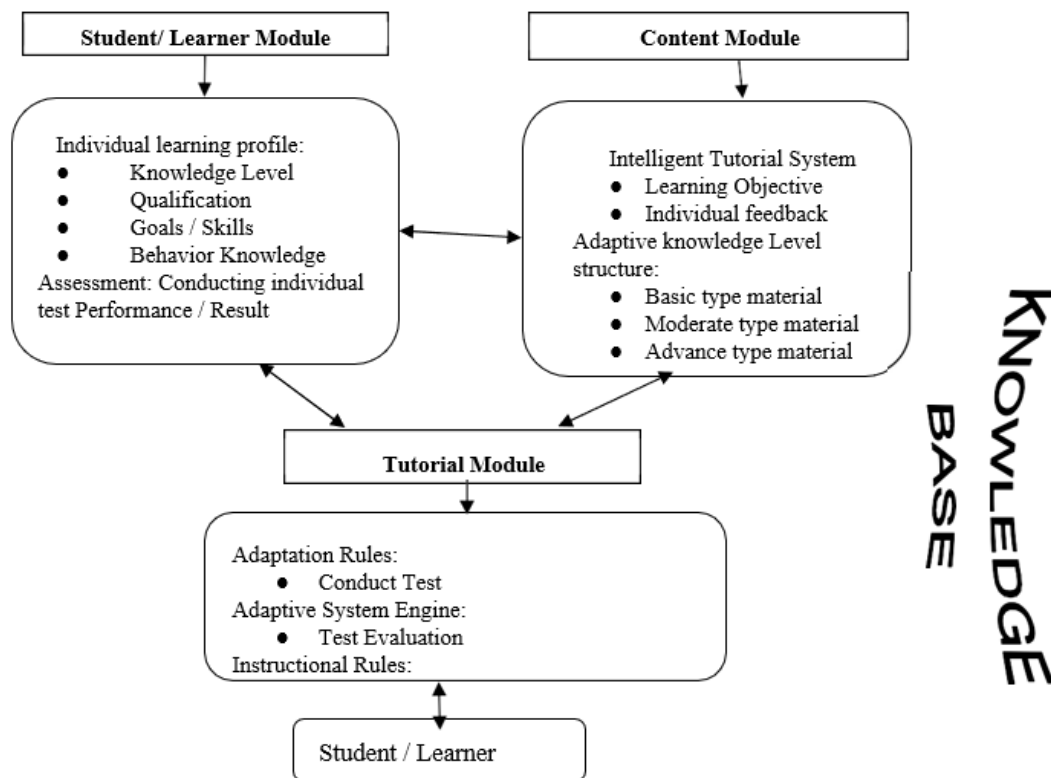 Student/ Learner Module
Content Module
Individual learning profile:
● Knowledge Level
● Qualification
● Goals / Skills
● Behavior Knowledge
Assessment: Conducting individual
test Performance / Result
Intelligent Tutorial System
● Learning Objective
● Individual feedback
Adaptive knowledge Level
structure:
● Basic type material
● Moderate type material
● Advance type material
Tutorial Module
Adaptation Rules:
● Conduct Test
Adaptive System Engine:
● Test Evaluation
Instructional Rules:
Student / Learner
KNOWLEDGE
BASE